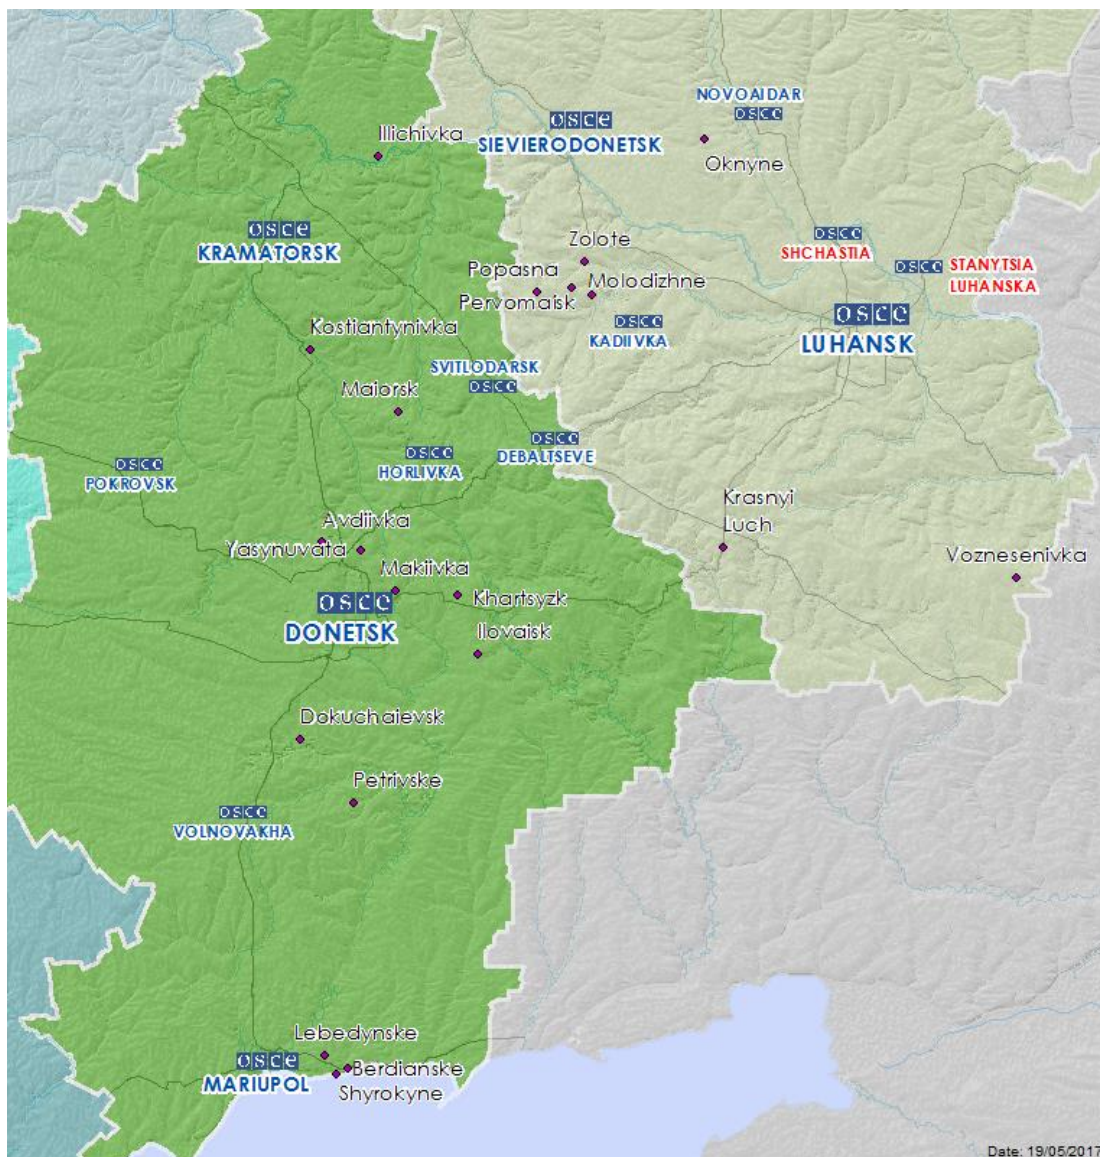 NOVOAIDAR
osce
osce
SIEVIERODONETSK
Illichivka
Oknyne
osce
KRAMATORSK
osce
SHCHASTIA
Zolote
osce
STANYTSIA
LUHANSKA
Popasna
Molodizhne
Pervomaisk
osce
LUHANSK
osce
KADIIVKA
Kostiantynivka
SVITLODARSK
osce
Maiorsk
osce
DEBALTSEVE
osce
HORLIVKA
osce
POKROVSK
Krasnyi
Luch
Avdiivka
Yasynuvata
Voznesenivka
Makiivka
Khartsyzk
osce
DONETSK
Ilovaisk
Dokuchaievsk
Petrivske
osce
VOLNOVAKHA
Lebedynske
osce
MARIUPOL
Berdianske
Shyrokyne
Date: 19/05/2017